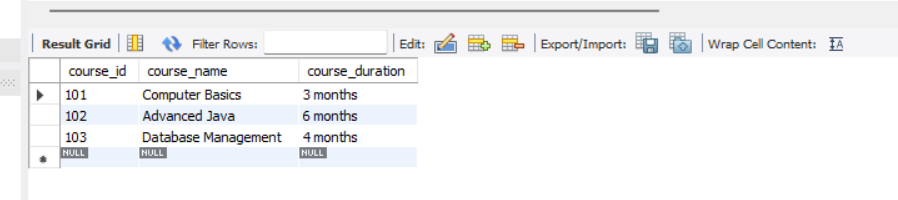 Result Grid Filter Rows: Edit: Export/Import: Wrap Cell Content: IA
course_id course_name course_duration
101 Computer Basics 3 months
102 Advanced Java 6 months
103 Database Management 4 months
NULL NULL NULL